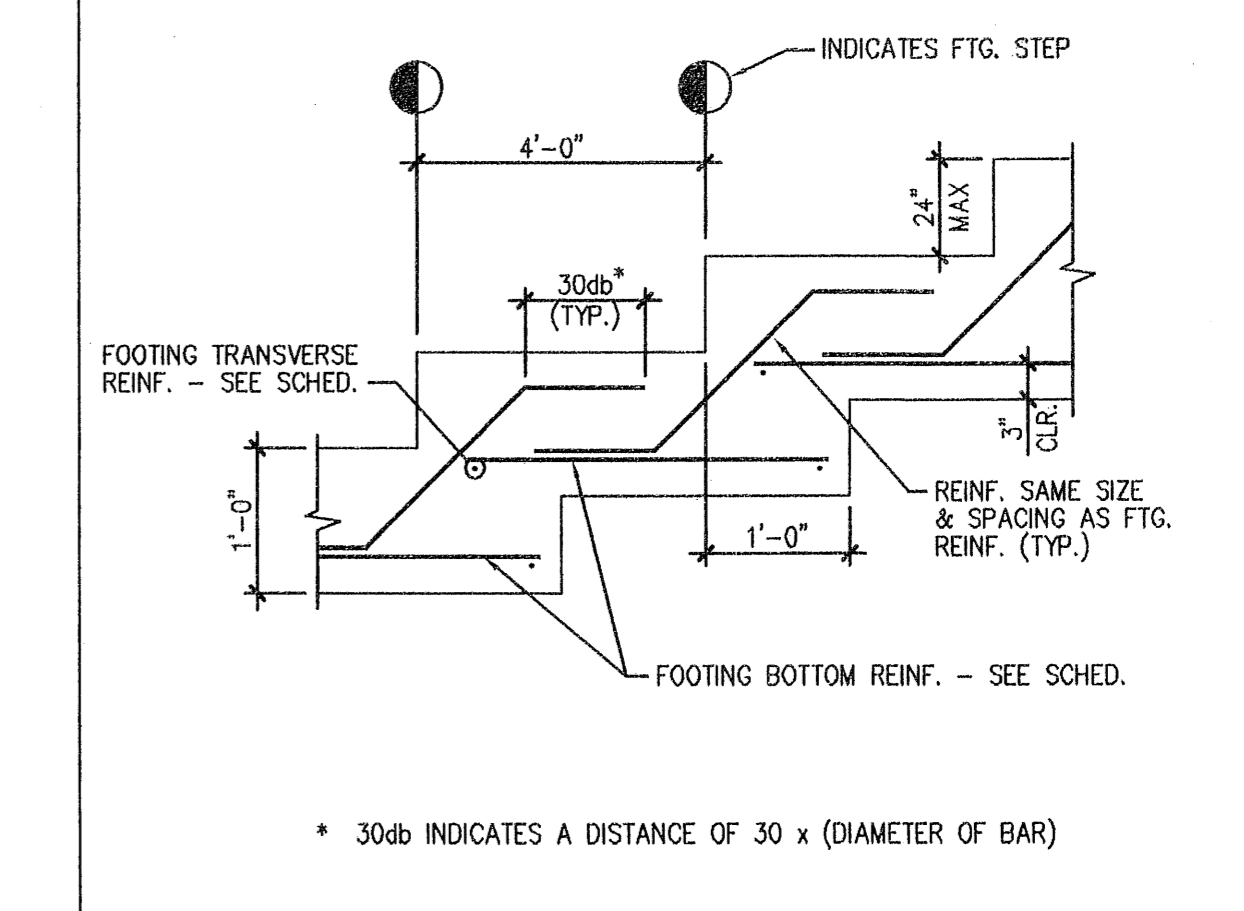 INDICATES FTG. STEP
4'-0"
24"
MAX
30db*
(TYP.)
FOOTING TRANSVERSE
REINF. - SEE SCHED.
1'-0"
3"
CLR.
REINF. SAME SIZE
& SPACING AS FTG.
REINF. (TYP.)
1'-0"
FOOTING BOTTOM REINF. - SEE SCHED.
* 30db INDICATES A DISTANCE OF 30 x (DIAMETER OF BAR)